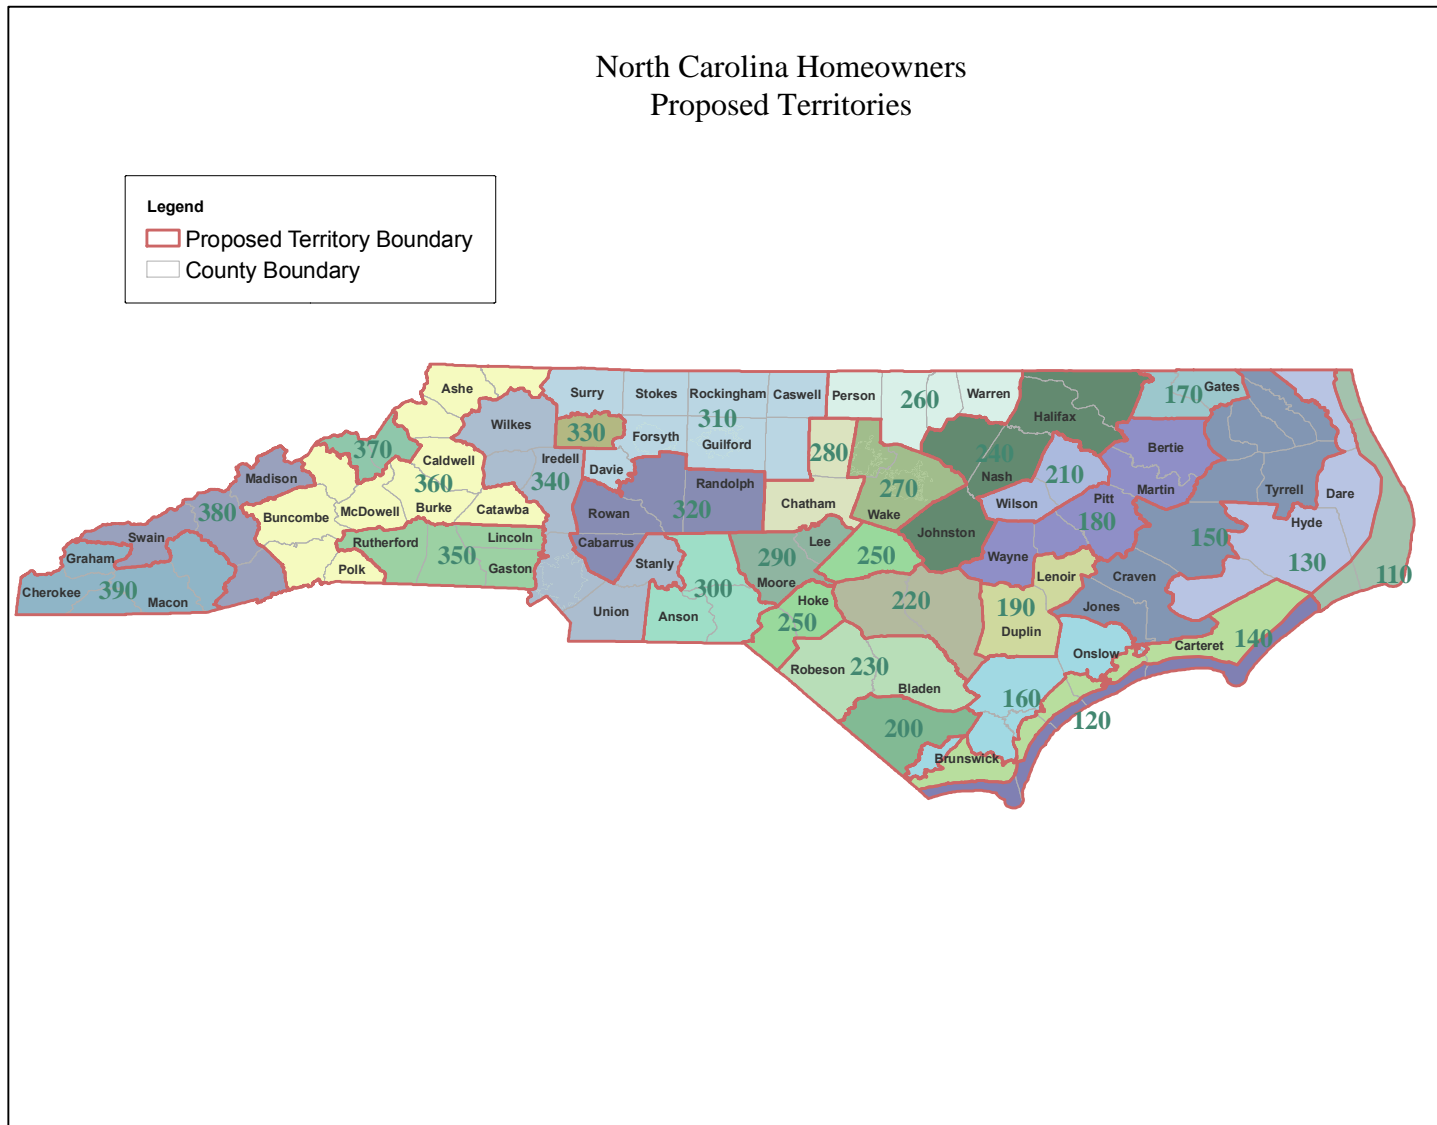 North Carolina Homeowners
Proposed Territories
Legend
Proposed Territory Boundary
County Boundary
Ashe
Surry
Stokes
Rockingham
Caswell
Person
260
Warren
170
Gates
Wilkes
330
310
Halifax
Forsyth
Guilford
370
Caldwell
Iredell
280
240
Bertie
Davie
340
Nash
210
Madison
360
Randolph
270
Martin
Tyrrell
Dare
McDowell
Burke
Catawba
Rowan
320
Chatham
Wilson
Pitt
Buncombe
380
Wake
180
Hyde
Swain
Rutherford
Lincoln
Cabarrus
Lee
Johnston
Wayne
150
Graham
350
Gaston
Stanly
290
250
130
Polk
Moore
Lenoir
Craven
110
Cherokee
390
Macon
Union
Anson
300
Hoke
220
190
Jones
250
Duplin
140
Onslow
Carteret
Robeson
230
Bladen
160
120
200
Brunswick